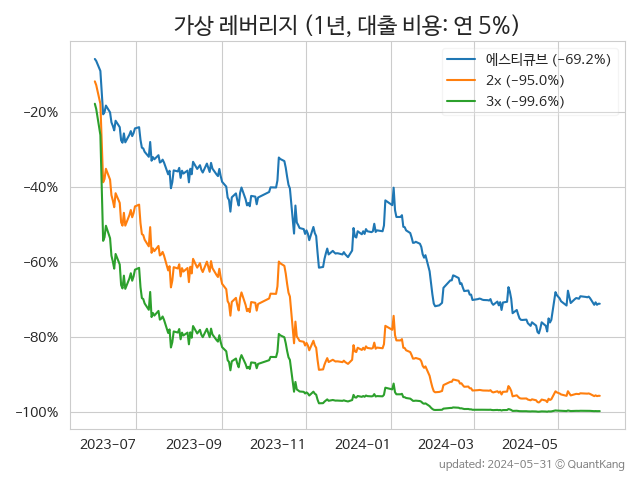 가상 레버리지 (1년, 대출 비용: 연 5%)
에스티큐브 (−69.2%)
2x (−95.0%)
3x (−99.6%)
−20%
−40%
−60%
−80%
−100%
2023-07 2023-09 2023-11 2024-01 2024-03 2024-05
updated: 2024-05-31 © QuantKang